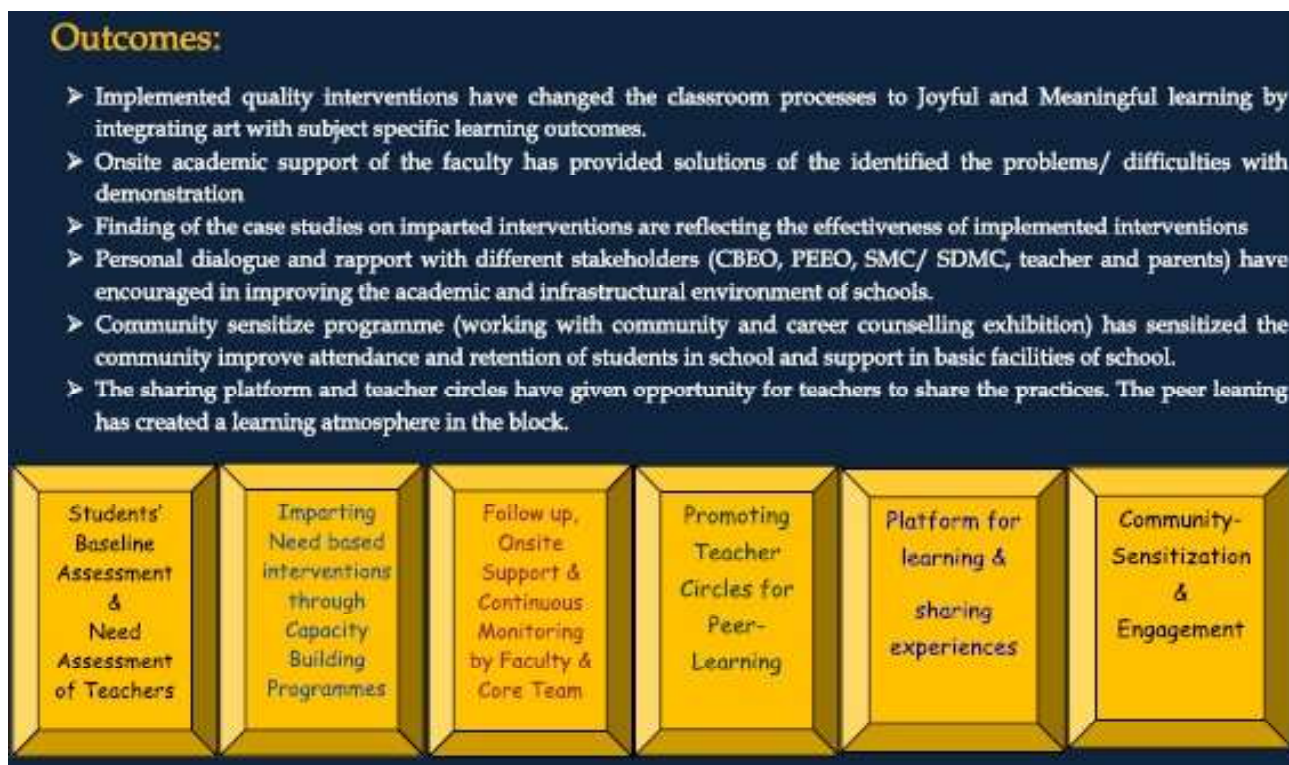 Outcomes:
➤ Implemented quality interventions have changed the classroom processes to Joyful and Meaningful learning by
integrating art with subject specific learning outcomes.
➤ Onsite academic support of the faculty has provided solutions of the identified the problems/ difficulties with
demonstration
➤ Finding of the case studies on imparted interventions are reflecting the effectiveness of implemented interventions
➤ Personal dialogue and rapport with different stakeholders (CBEO, PEEO, SMC/ SDMC, teacher and parents) have
encouraged in improving the academic and infrastructural environment of schools.
➤ Community sensitize programme (working with community and career counselling exhibition) has sensitized the
community improve attendance and retention of students in school and support in basic facilities of school.
➤ The sharing platform and teacher circles have given opportunity for teachers to share the practices. The peer leaning
has created a learning atmosphere in the block.
Students'
Baseline
Assessment
&
Need
Assessment
of Teachers
Imparting
Need based
interventions
through
Capacity
Building
Programmes
Follow up,
Onsite
Support &
Continuous
Monitoring
by Faculty &
Core Team
Promoting
Teacher
Circles for
Peer-
Learning
Platform for
learning &
sharing
experiences
Community-
Sensitization
&
Engagement